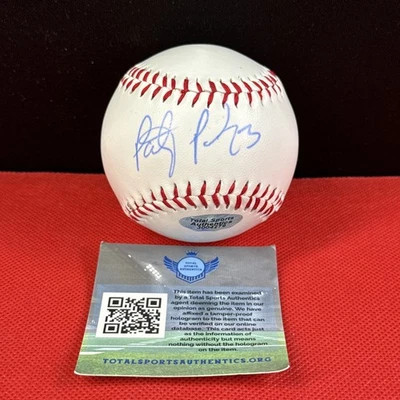 Total Sports
Authentics
TOTAL
SPORTS
AUTHENTICS
This item has been examined
by a Total Sports Authentics
agent deeming the item in our
opinion as genuine. We have
affixed a tamper-proof
hologram to the item that can
be verified on our online
database. This card acts just
as the information of
authenticity but means
nothing without the hologram
on the item.
TOTALSPORTSAUTHENTICS.ORG